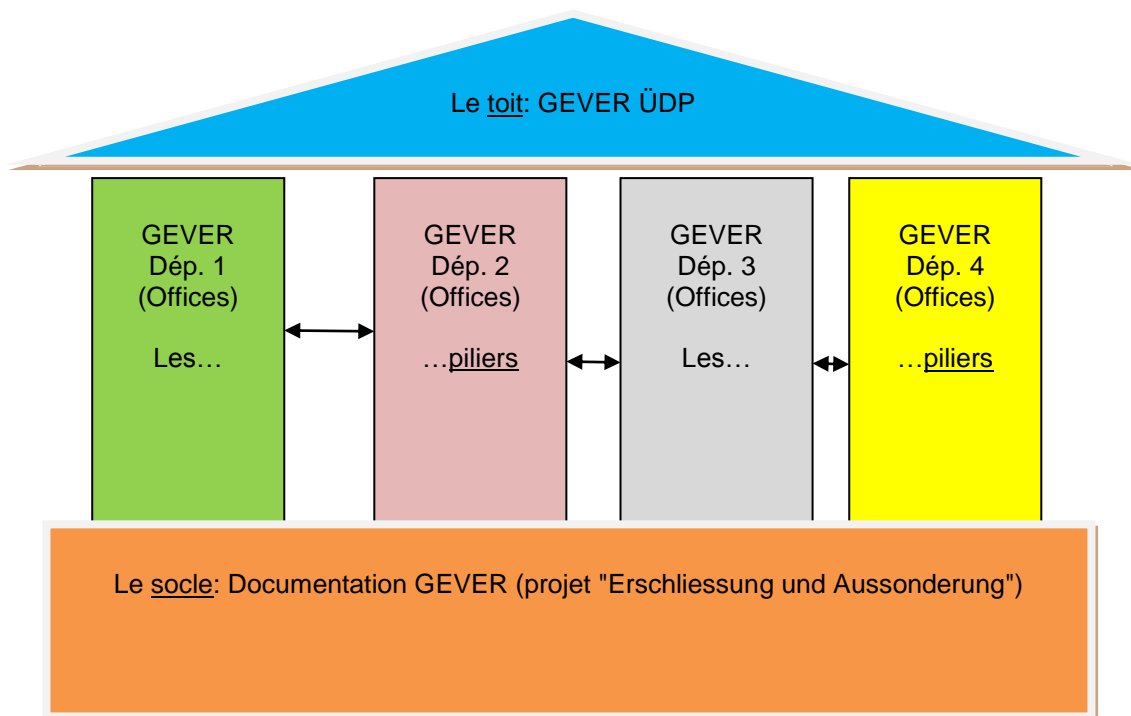 Le toit: GEVER ÜDP
GEVER
Dép. 1
(Offices)
Les…
GEVER
Dép. 2
(Offices)
…piliers
GEVER
Dép. 3
(Offices)
Les…
GEVER
Dép. 4
(Offices)
…piliers
Le socle: Documentation GEVER (projet "Erschliessung und Aussonderung")